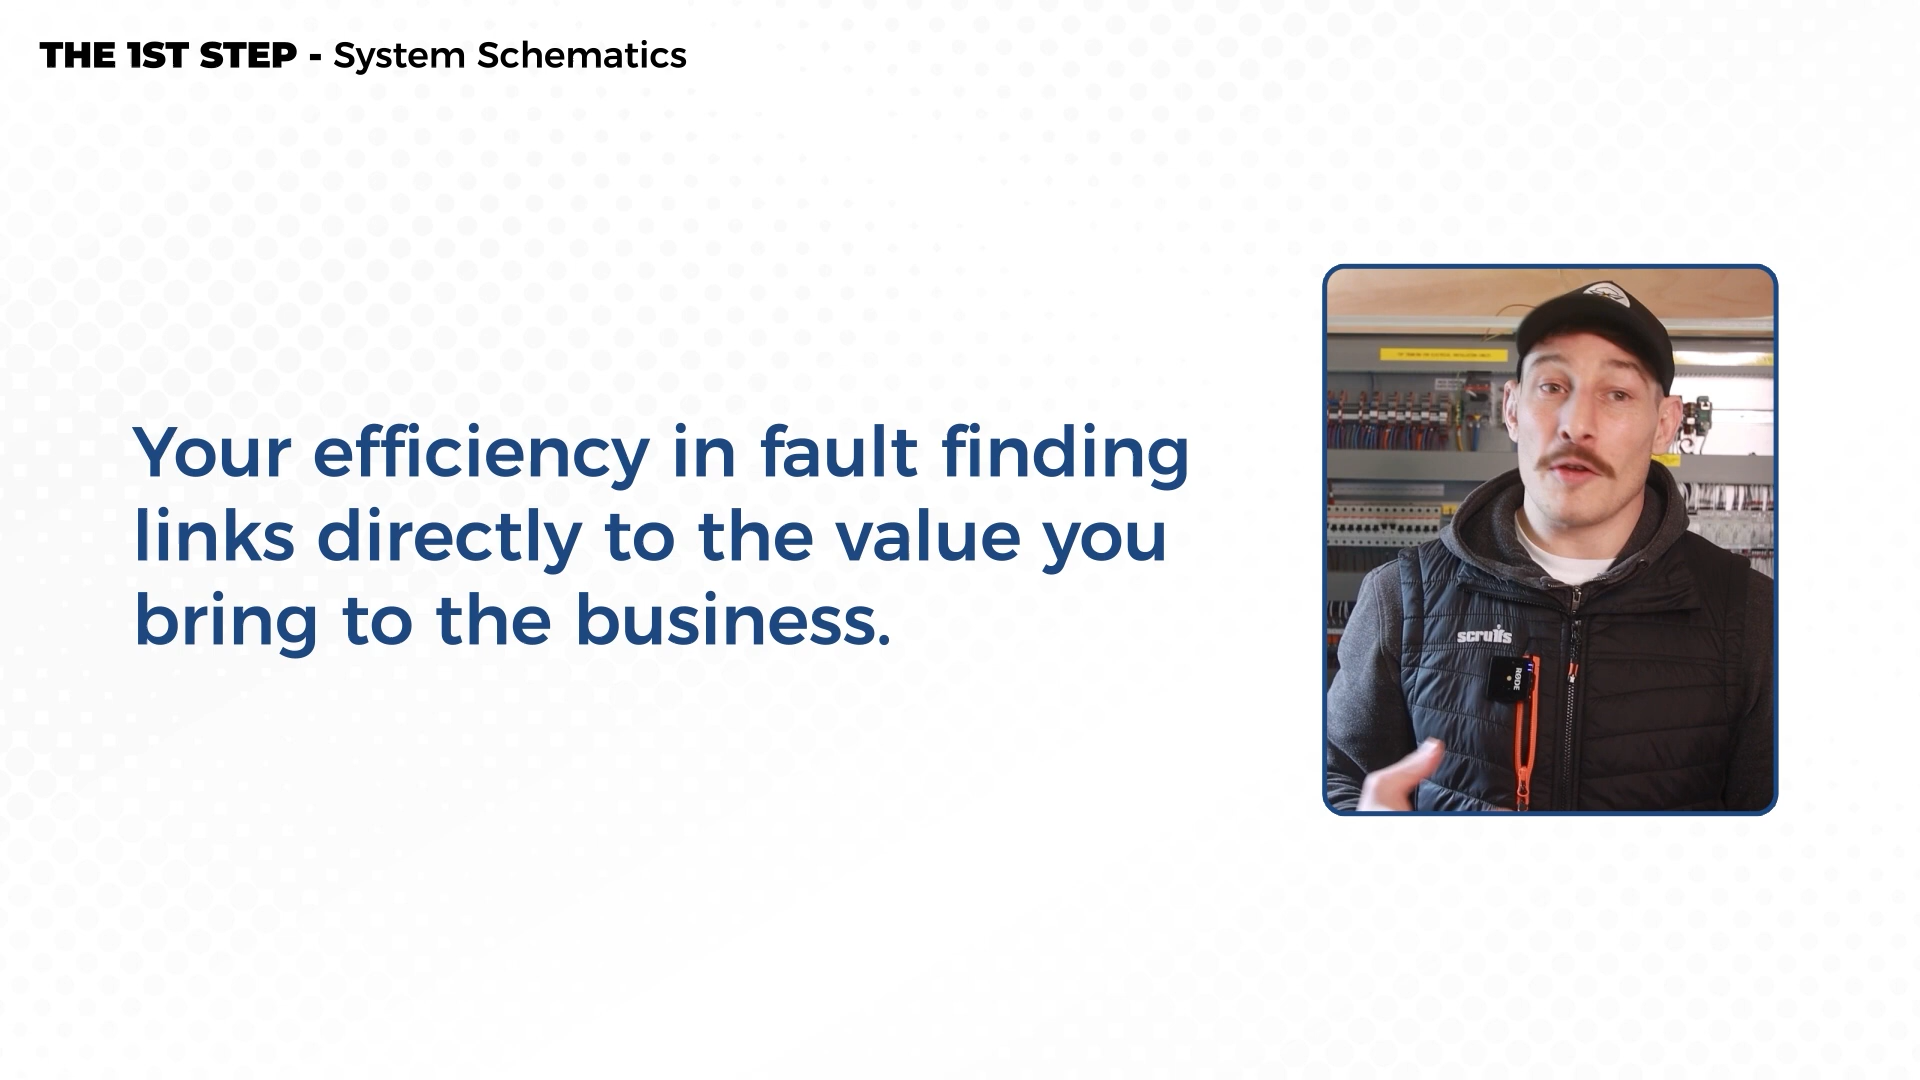 THE 1ST STEP - System Schematics
Your efficiency in fault finding
links directly to the value you
bring to the business.
scruffs
RØDE